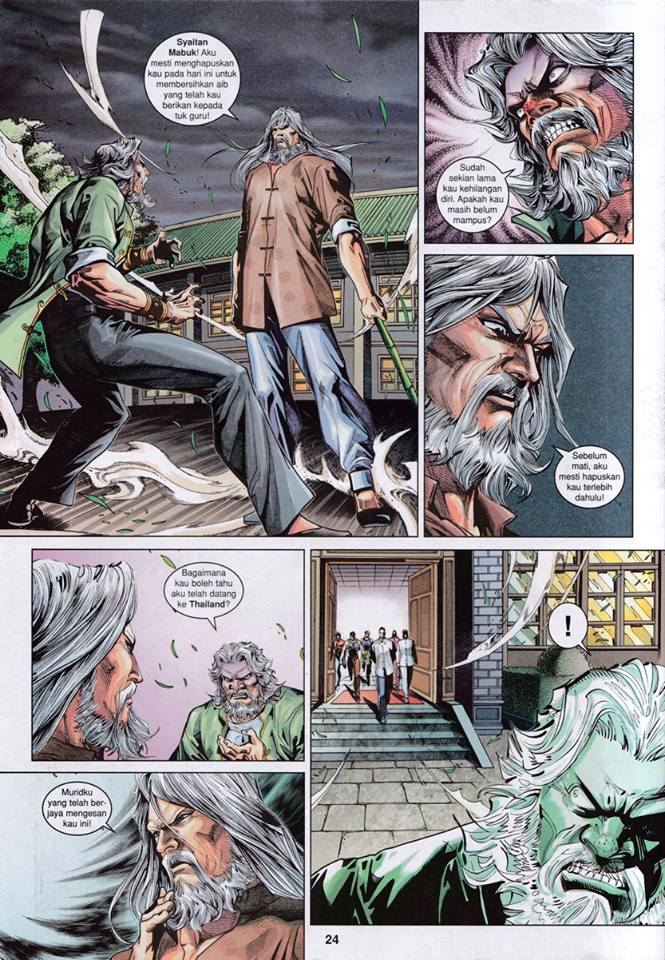 Syaitan
Mabuk! Aku
mesti menghapuskan
kau pada hari ini untuk
membersihkan aib
yang telah kau
berikan kepada
tuk guru!
Sudah
sekian lama
kau kehilangan
diri. Apakah kau
masih belum
mampus?
Sebelum
mati, aku
mesti hapuskan
kau terlebih
dahulu!
Bagaimana
kau boleh tahu
aku telah datang
ke Thailand?
!
Muridku
yang telah ber-
jaya mengesan
kau ini!
24